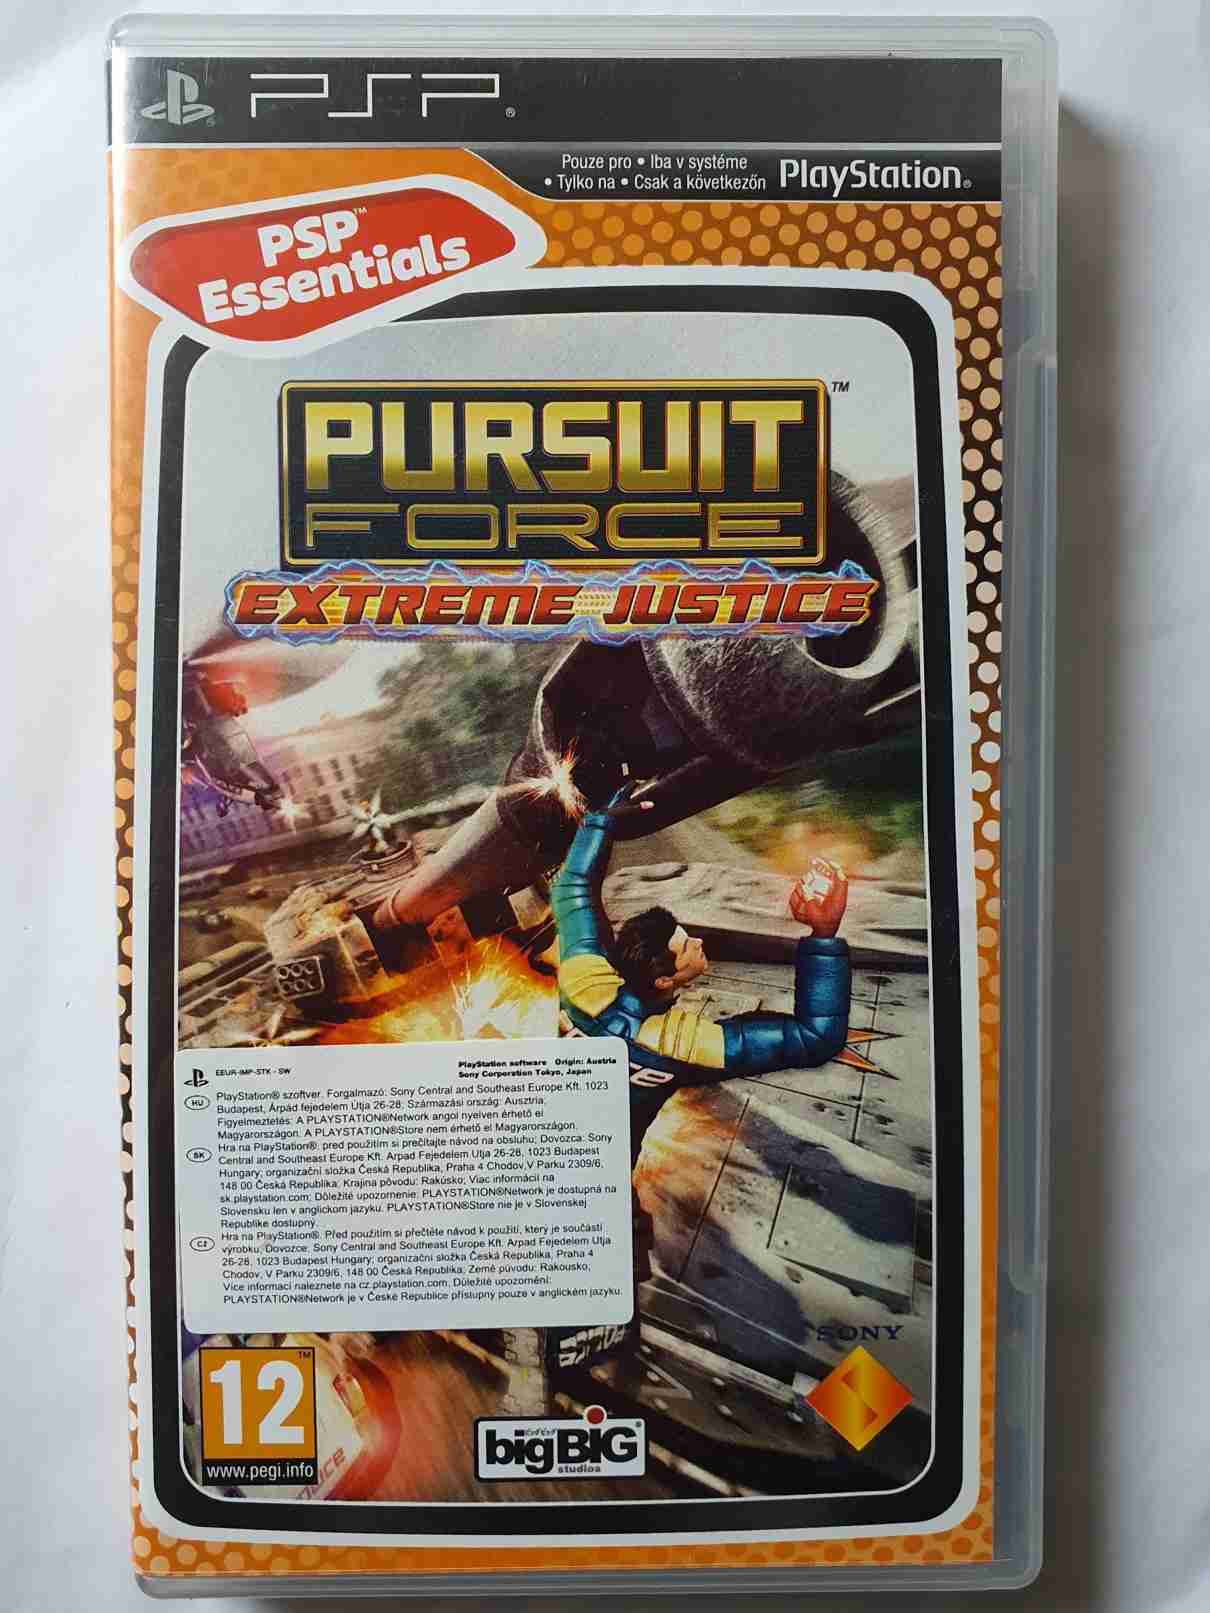 PSP®
Pouze pro • Iba v systéme
• Tylko na • Csak a következőn PlayStation®
PSP™
Essentials
PURSUIT™
FORCE
EXTREME JUSTICE
EEUR-IMP-STK - SW
PlayStation software Origin: Austria
Sony Corporation Tokyo, Japan
HU
PlayStation® szoftver. Forgalmazó: Sony Central and Southeast Europe Kft. 1023
Budapest, Árpád fejedelem Útja 26-28; Származási ország: Ausztria;
Figyelmeztetés: A PLAYSTATION®Network angol nyelven érhető el
Magyarországon. A PLAYSTATION®Store nem érhető el Magyarországon.
SK
Hra na PlayStation®. pred použitím si prečítajte návod na obsluhu; Dovozca: Sony
Central and Southeast Europe Kft. Arpad Fejedelem Utja 26-28, 1023 Budapest
Hungary; organizační složka Česká Republika, Praha 4 Chodov,V Parku 2309/6,
148 00 Česká Republika; Krajina pôvodu: Rakúsko; Viac informácií na
sk.playstation.com; Dôležité upozornenie: PLAYSTATION®Network je dostupná na
Slovensku len v anglickom jazyku. PLAYSTATION®Store nie je v Slovenskej
Republike dostupny.
CZ
Hra na PlayStation®. Před použitím si přečtěte návod k použití, který je součástí
výrobku; Dovozce: Sony Central and Southeast Europe Kft. Arpad Fejedelem Utja
26-28, 1023 Budapest Hungary; organizační složka Česká Republika, Praha 4
Chodov, V Parku 2309/6, 148 00 Česká Republika; Země původu: Rakousko,
Více informací naleznete na cz.playstation.com, Důležité upozornění:
PLAYSTATION®Network je v České Republice přístupný pouze v anglickém jazyku.
SONY
12™
www.pegi.info
bigBIG®
studios